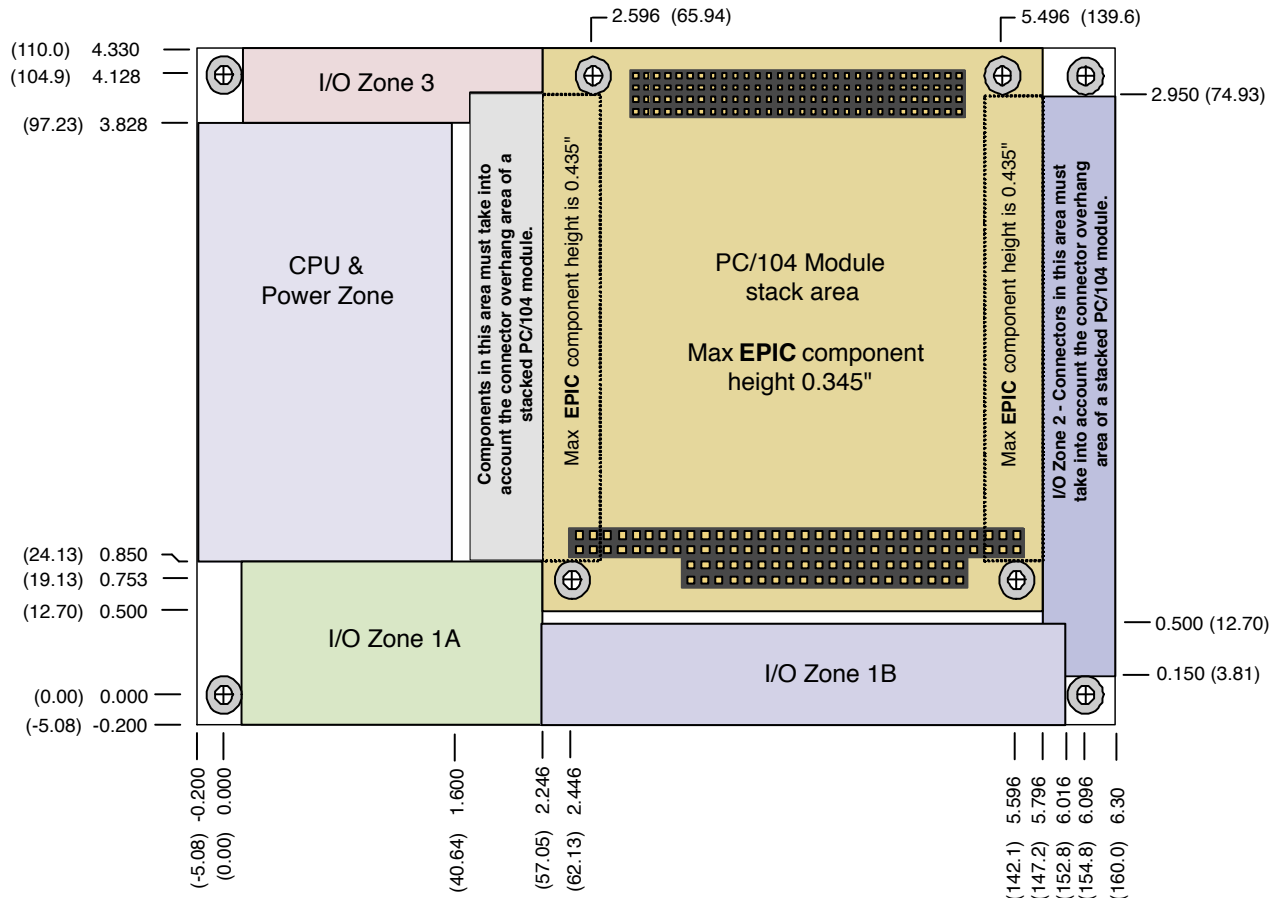 2.596 (65.94)
5.496 (139.6)
(110.0) 4.330
(104.9) 4.128
(97.23) 3.828
I/O Zone 3
2.950 (74.93)
CPU &
Power Zone
Components in this area must take into
account the connector overhang area of a
stacked PC/104 module.
Max EPIC component height is 0.435"
PC/104 Module
stack area
Max EPIC component
height 0.345"
Max EPIC component height is 0.435"
I/O Zone 2 - Connectors in this area must
take into account the connector overhang
area of a stacked PC/104 module.
(24.13) 0.850
(19.13) 0.753
(12.70) 0.500
I/O Zone 1A
I/O Zone 1B
0.500 (12.70)
0.150 (3.81)
(0.00) 0.000
(-5.08) -0.200
(-5.08) -0.200
(0.00) 0.000
(40.64) 1.600
(57.05) 2.246
(62.13) 2.446
(142.1) 5.596
(147.2) 5.796
(152.8) 6.016
(154.8) 6.096
(160.0) 6.30